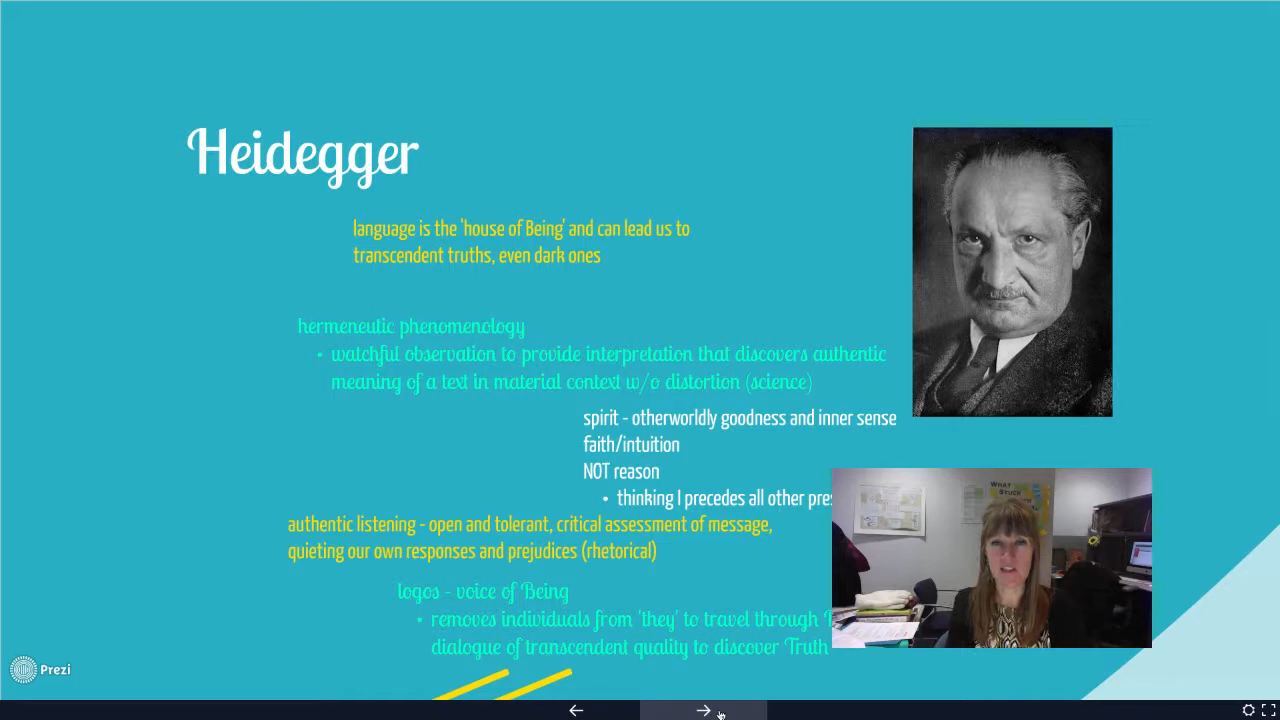 Heidegger
language is the 'house of Being' and can lead us to
transcendent truths, even dark ones
hermeneutic phenomenology
• watchful observation to provide interpretation that discovers authentic
meaning of a text in material context w/o distortion (science)
spirit - otherworldly goodness and inner sense
faith/intuition
NOT reason
• thinking I precedes all other
authentic listening - open and tolerant, critical assessment of message,
quieting our own responses and prejudices (rhetorical)
logos - voice of Being
• removes individuals from 'they' to travel through
dialogue of transcendent quality to discover Truth
WHAT
STUCK
Prezi